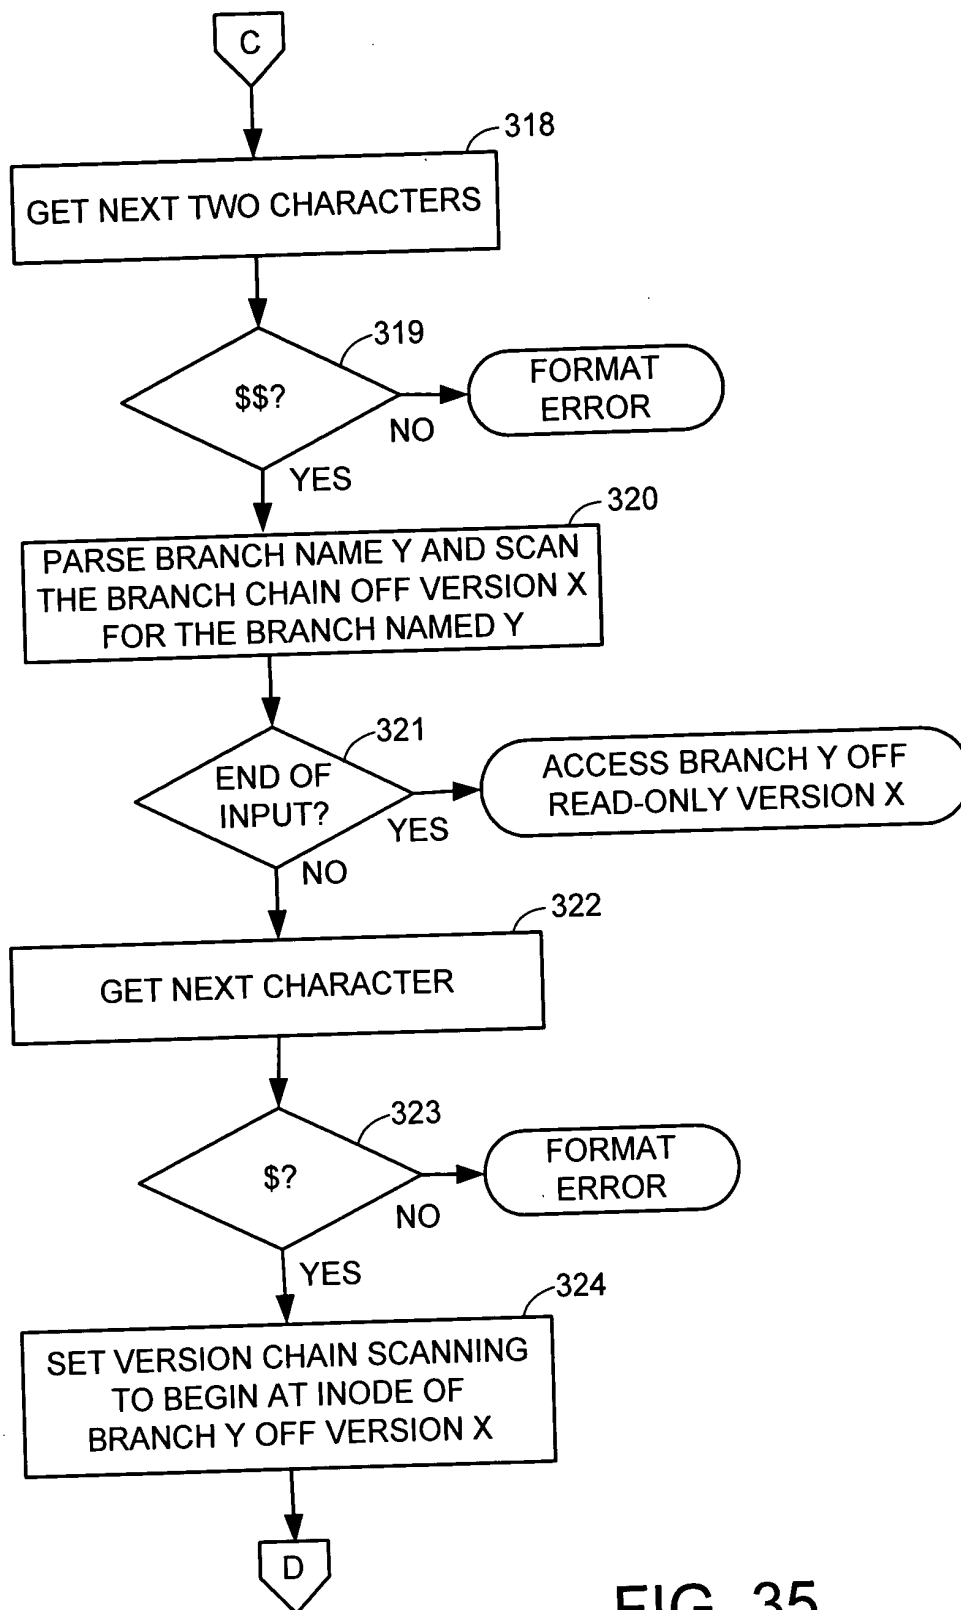 C
318
GET NEXT TWO CHARACTERS
319
$$?
FORMAT
ERROR
NO
YES
320
PARSE BRANCH NAME Y AND SCAN
THE BRANCH CHAIN OFF VERSION X
FOR THE BRANCH NAMED Y
321
END OF
INPUT?
ACCESS BRANCH Y OFF
READ-ONLY VERSION X
YES
NO
322
GET NEXT CHARACTER
323
$?
FORMAT
ERROR
NO
YES
324
SET VERSION CHAIN SCANNING
TO BEGIN AT INODE OF
BRANCH Y OFF VERSION X
D
FIG. 35